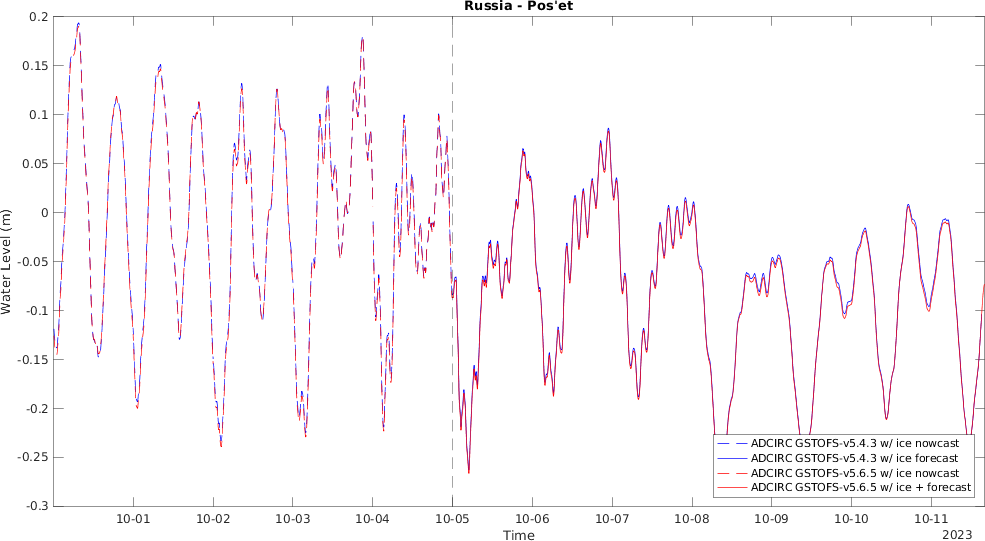 Russia - Pos'et
0.2
0.15
0.1
0.05
0
-0.05
-0.1
-0.15
-0.2
-0.25
-0.3
Water Level (m)
ADCIRC GSTOFS-v5.4.3 w/ ice nowcast
ADCIRC GSTOFS-v5.4.3 w/ ice forecast
ADCIRC GSTOFS-v5.6.5 w/ ice nowcast
ADCIRC GSTOFS-v5.6.5 w/ ice + forecast
10-01 10-02 10-03 10-04 10-05 10-06 10-07 10-08 10-09 10-10 10-11
Time
2023